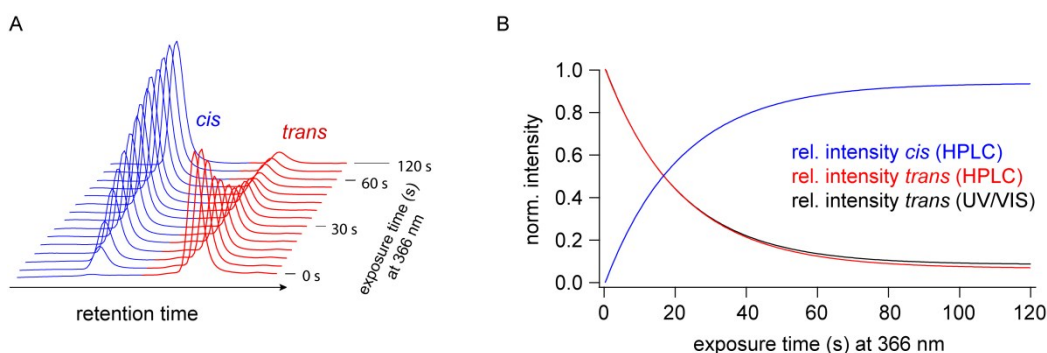 A
cis
trans
120 s
60 s
30 s
0 s
exposure time (s)
at 366 nm
retention time
B
1.0
0.8
0.6
0.4
0.2
0.0
norm. intensity
rel. intensity cis (HPLC)
rel. intensity trans (HPLC)
rel. intensity trans (UV/VIS)
0 20 40 60 80 100 120
exposure time (s) at 366 nm